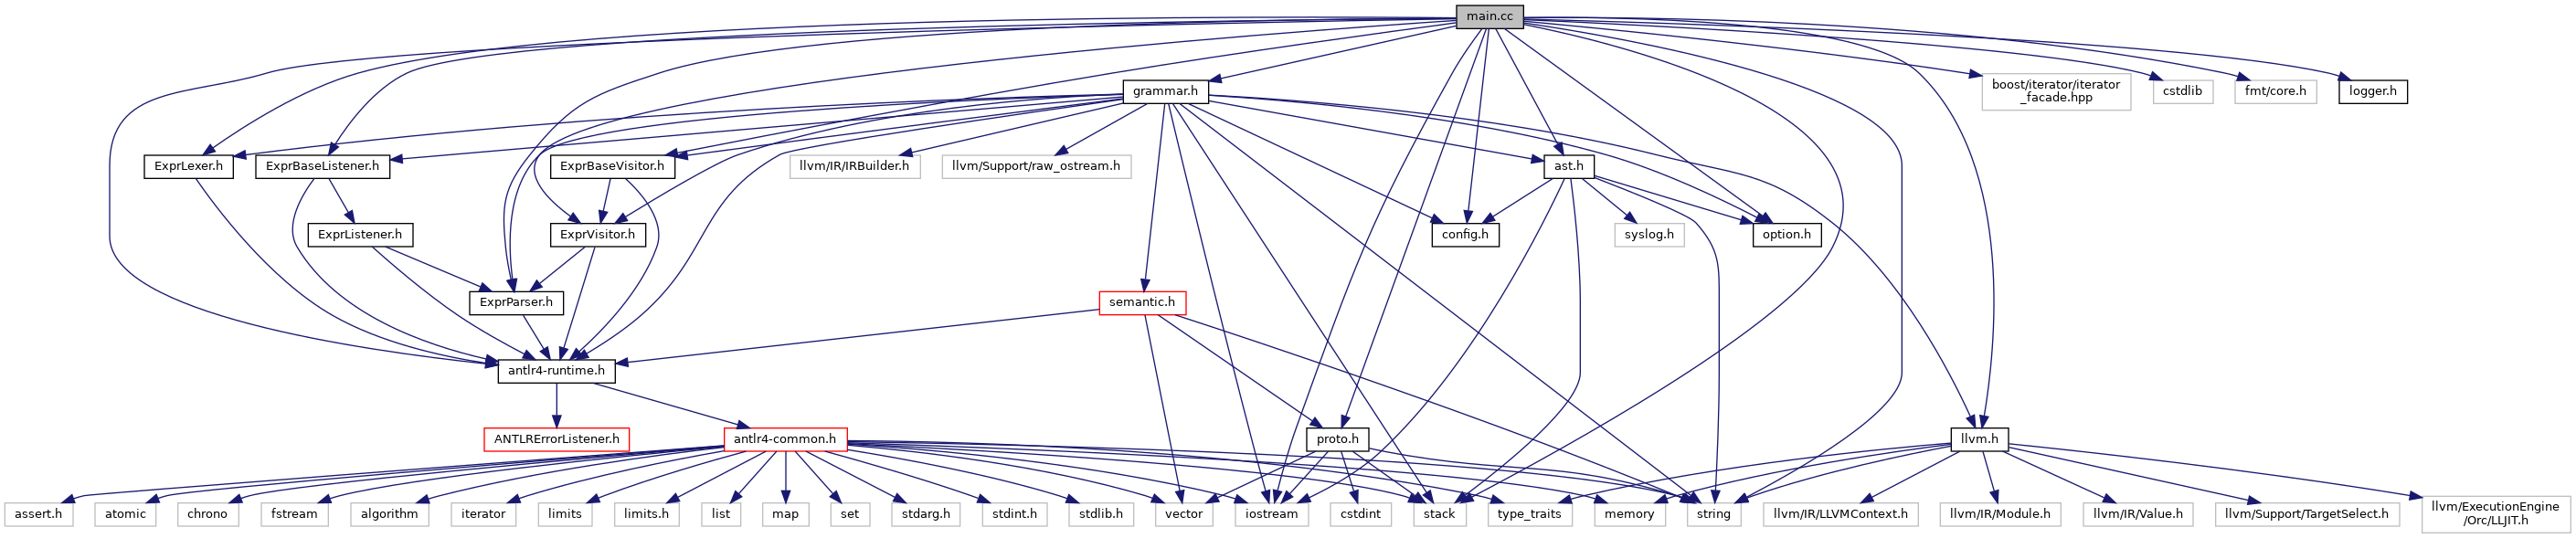 main.cc
grammar.h
boost/iterator/iterator
_facade.hpp
cstdlib
fmt/core.h
logger.h
ExprLexer.h
ExprBaseListener.h
ExprBaseVisitor.h
llvm/IR/IRBuilder.h
llvm/Support/raw_ostream.h
ast.h
ExprListener.h
ExprVisitor.h
config.h
syslog.h
option.h
ExprParser.h
semantic.h
antlr4-runtime.h
ANTLRErrorListener.h
antlr4-common.h
proto.h
llvm.h
assert.h
atomic
chrono
fstream
algorithm
iterator
limits
limits.h
list
map
set
stdarg.h
stdint.h
stdlib.h
vector
iostream
cstdint
stack
type_traits
memory
string
llvm/IR/LLVMContext.h
llvm/IR/Module.h
llvm/IR/Value.h
llvm/Support/TargetSelect.h
llvm/ExecutionEngine
/Orc/LLJIT.h